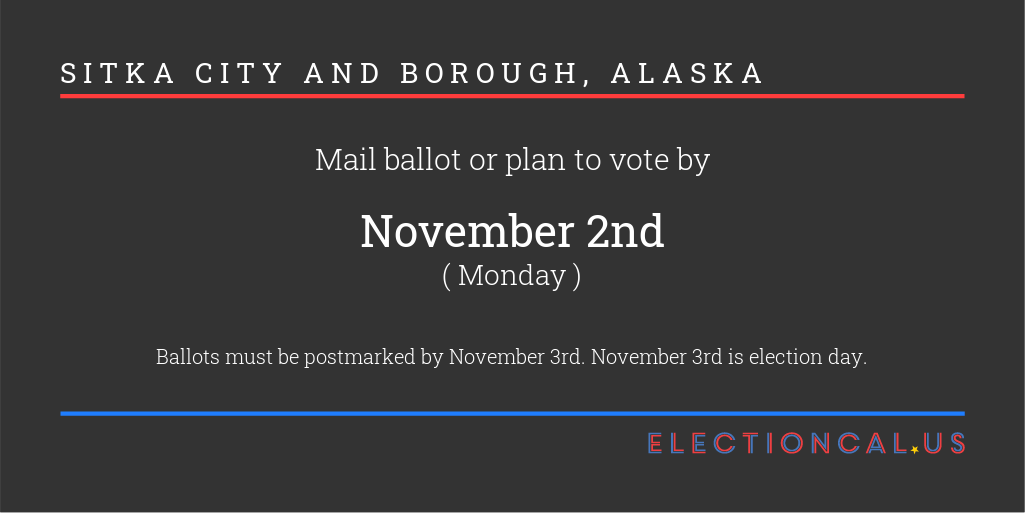 SITKA CITY AND BOROUGH, ALASKA
Mail ballot or plan to vote by
November 2nd
( Monday )
Ballots must be postmarked by November 3rd. November 3rd is election day.
ELECTIONCAL.US